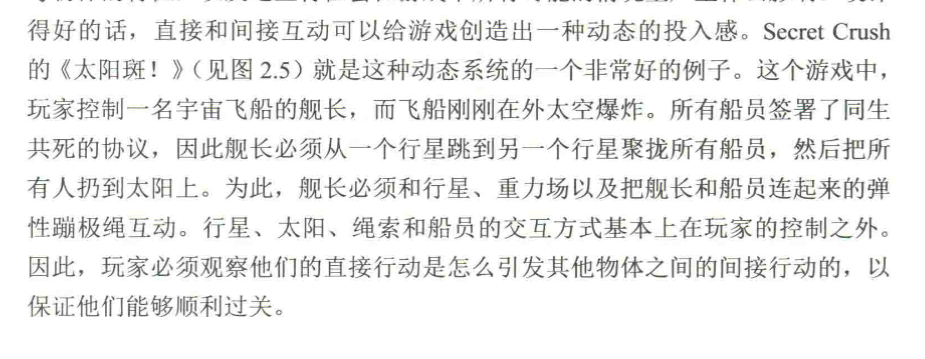 得好的话，直接和间接互动可以给游戏创造出一种动态的投入感。Secret Crush
的《太阳斑！》（见图 2.5）就是这种动态系统的一个非常好的例子。这个游戏中，
玩家控制一名宇宙飞船的舰长，而飞船刚刚在外太空爆炸。所有船员签署了同生
共死的协议，因此舰长必须从一个行星跳到另一个行星聚拢所有船员，然后把所
有人扔到太阳上。为此，舰长必须和行星、重力场以及把舰长和船员连起来的弹
性蹦极绳互动。行星、太阳、绳索和船员的交互方式基本上在玩家的控制之外。
因此，玩家必须观察他们的直接行动是怎么引发其他物体之间的间接行动的，以
保证他们能够顺利过关。